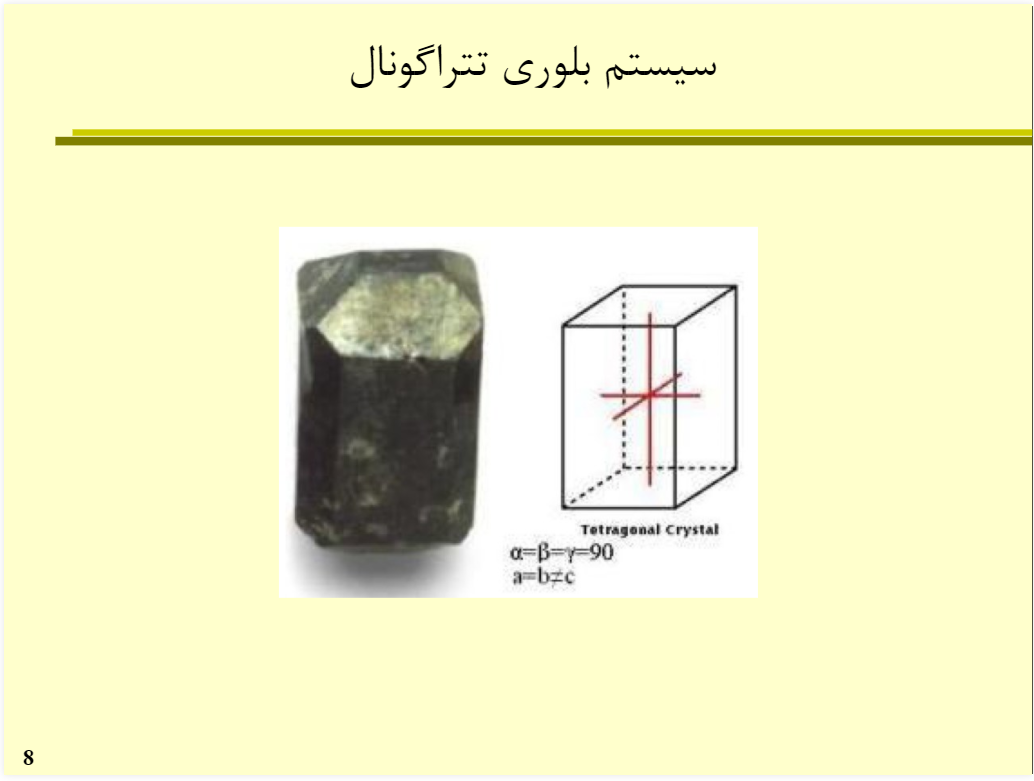 سیستم بلوری تتراگونال
Tetragonal Crystal
α=β=γ=90
a=b≠c
8